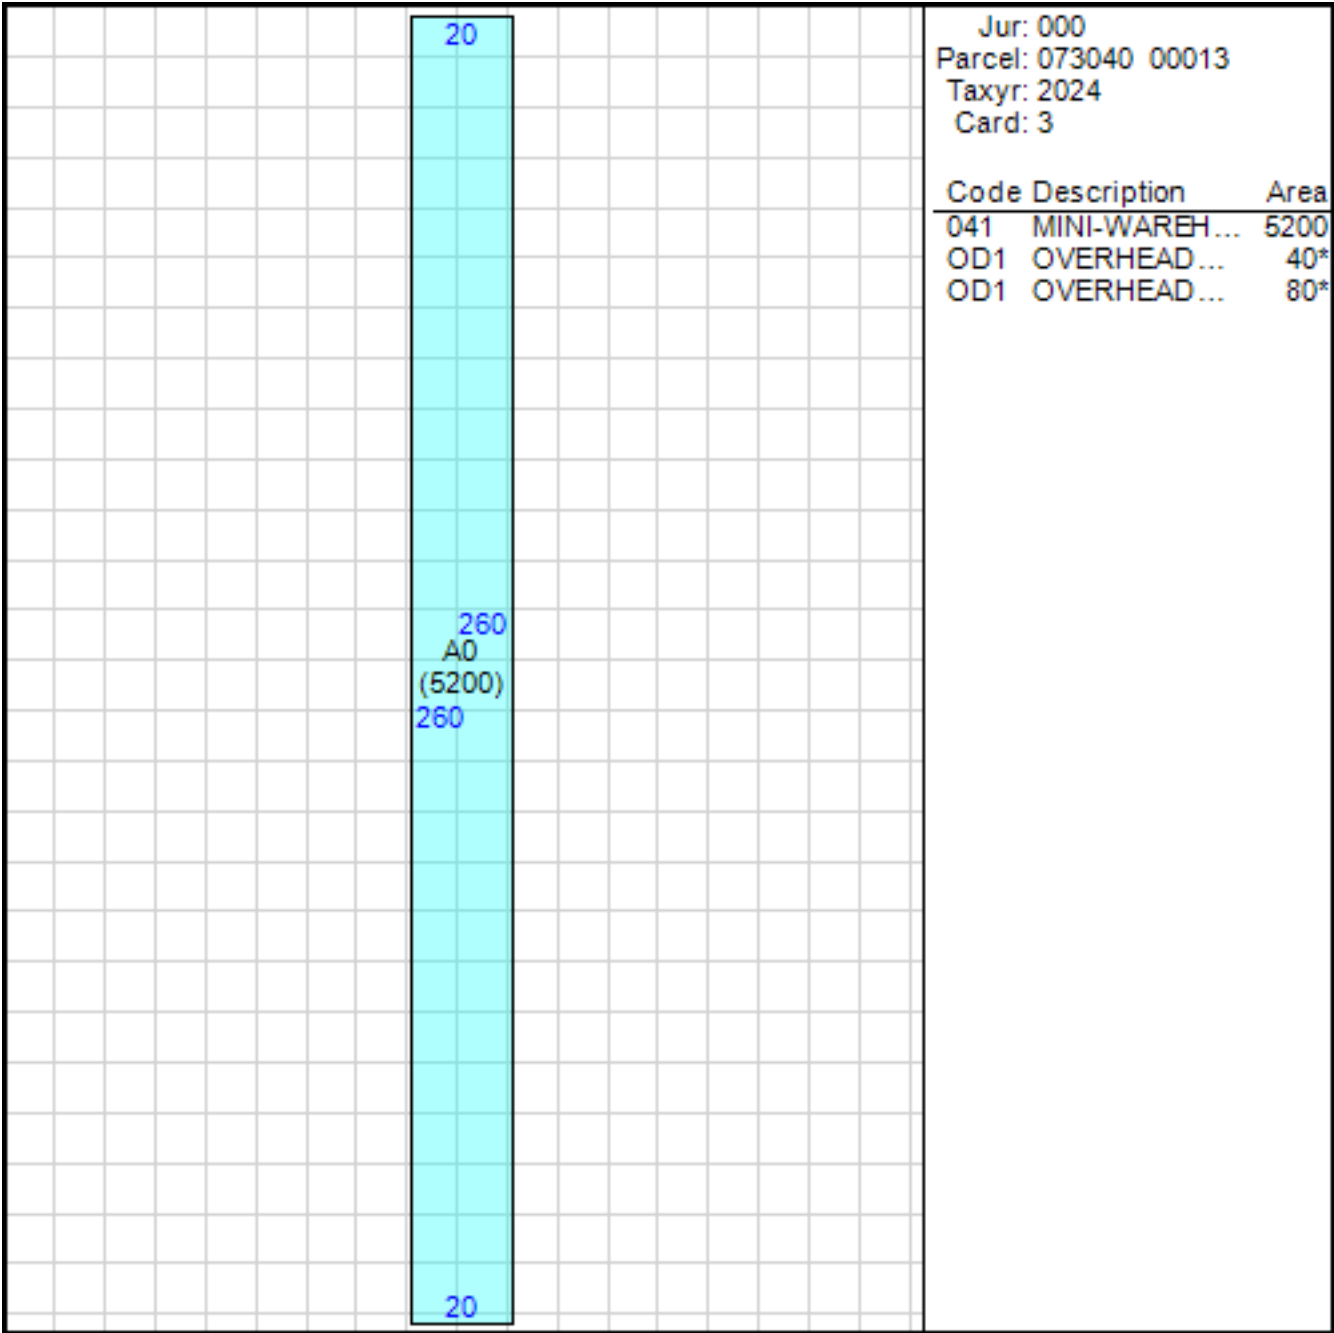 20
260
A0
(5200)
260
20
Jur: 000
Parcel: 073040 00013
Taxyr: 2024
Card: 3
Code Description Area
041 MINI-WAREH... 5200
OD1 OVERHEAD... 40*
OD1 OVERHEAD... 80*